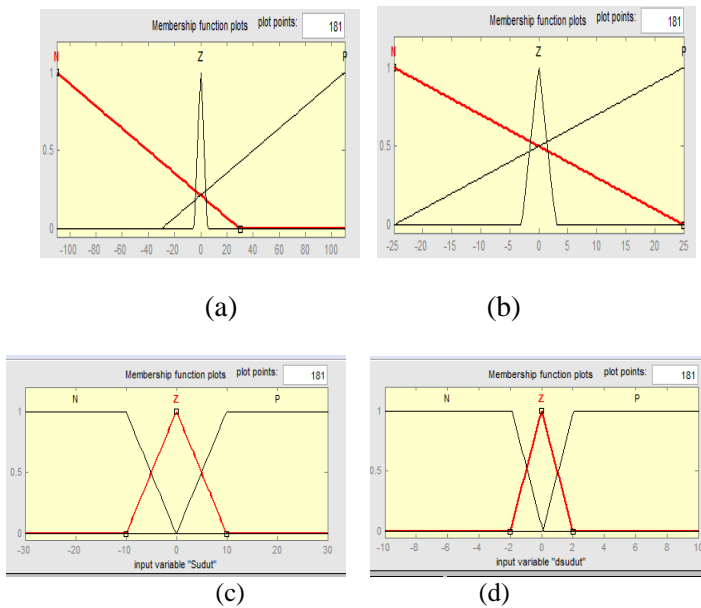 Membership function plots plot points: 181
N Z P
1
0.5
0
-100 -80 -60 -40 -20 0 20 40 60 80 100
(a)
Membership function plots plot points: 181
N Z P
1
0.5
0
-25 -20 -15 -10 -5 0 5 10 15 20 25
(b)
Membership function plots plot points: 181
N Z P
1
0.5
0
-30 -20 -10 0 10 20 30
input variable "Sudut"
(c)
Membership function plots plot points: 181
N Z P
1
0.5
0
-10 -8 -6 -4 -2 0 2 4 6 8 10
input variable "dsudut"
(d)